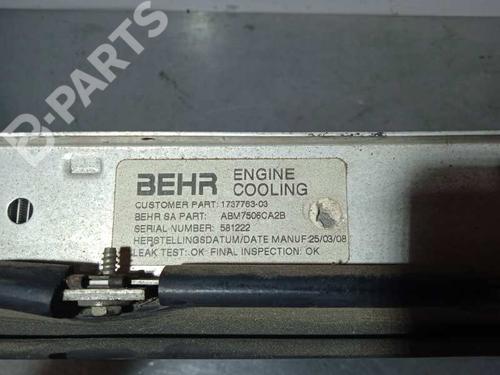 B-PARTS
BEHR ENGINE COOLING
CUSTOMER PART: 1737763-03
BEHR SA PART: ABM7506CA2B
SERIAL NUMBER: 581222
HERSTELLINGSDATUM/DATE MANUF:25/03/08
LEAK TEST: OK FINAL INSPECTION: OK